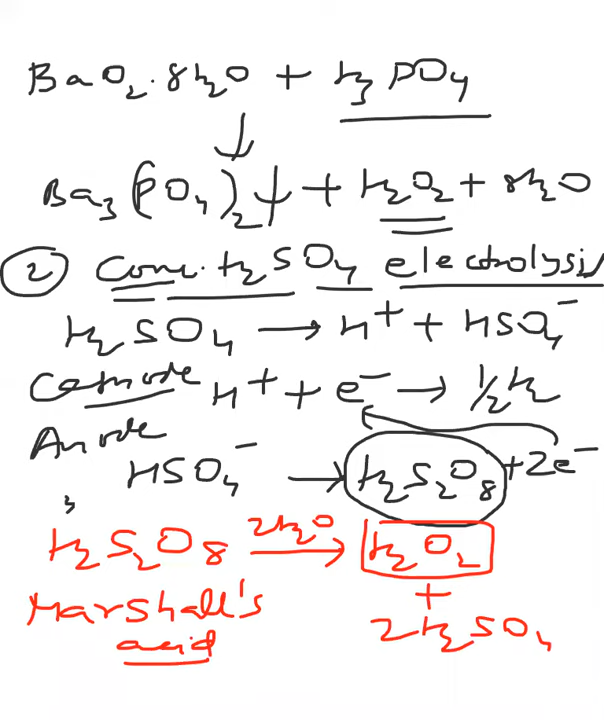 BaO₂·8H₂O + H₃PO₄
↓
Ba₃(PO₄)₂↓ + H₂O₂ + 8H₂O
② Conc. H₂SO₄ electrolysis
H₂SO₄ → H⁺ + HSO₄⁻
Cathode H⁺ + e⁻ → ½H₂
Anode
HSO₄⁻ → H₂S₂O₈ + 2e⁻
H₂S₂O₈ 2H₂O → H₂O₂
Marshall's +
acid 2H₂SO₄